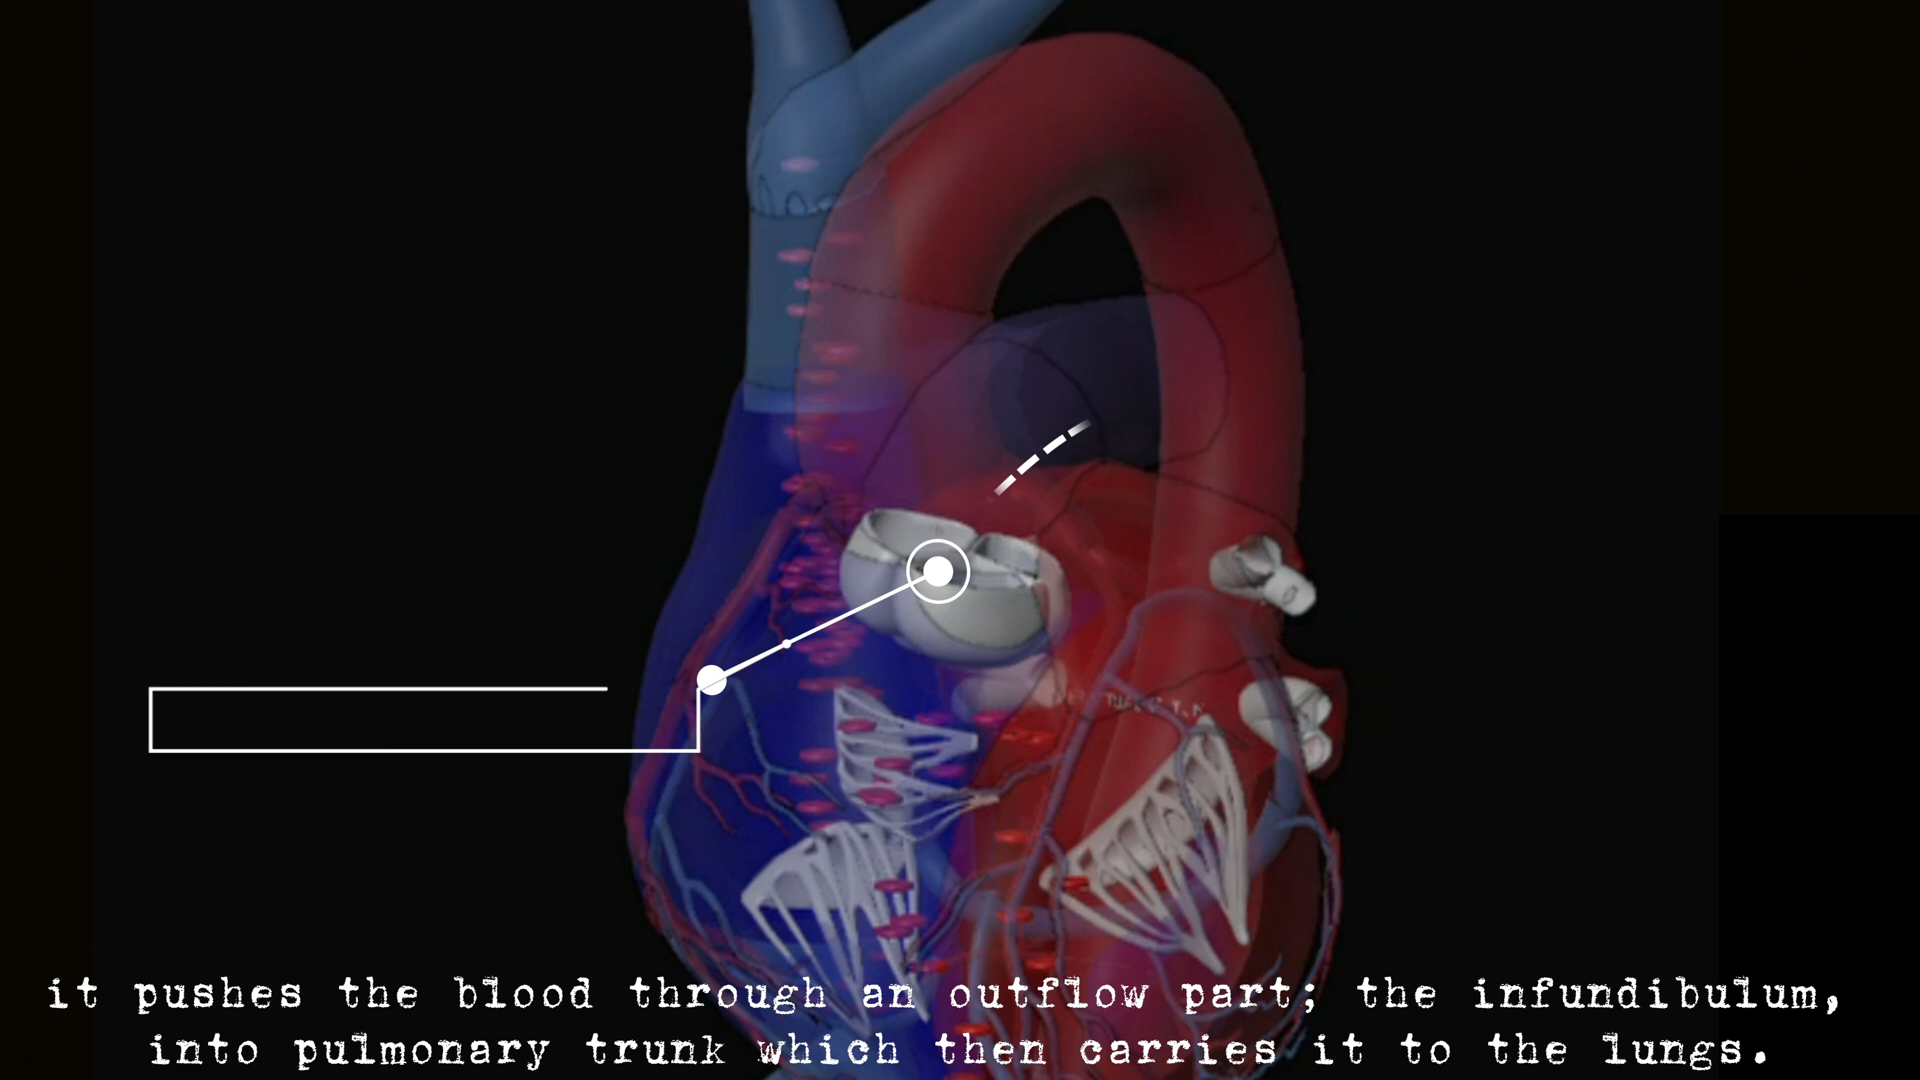 it pushes the blood through an outflow part; the infundibulum,
into pulmonary trunk which then carries it to the lungs.